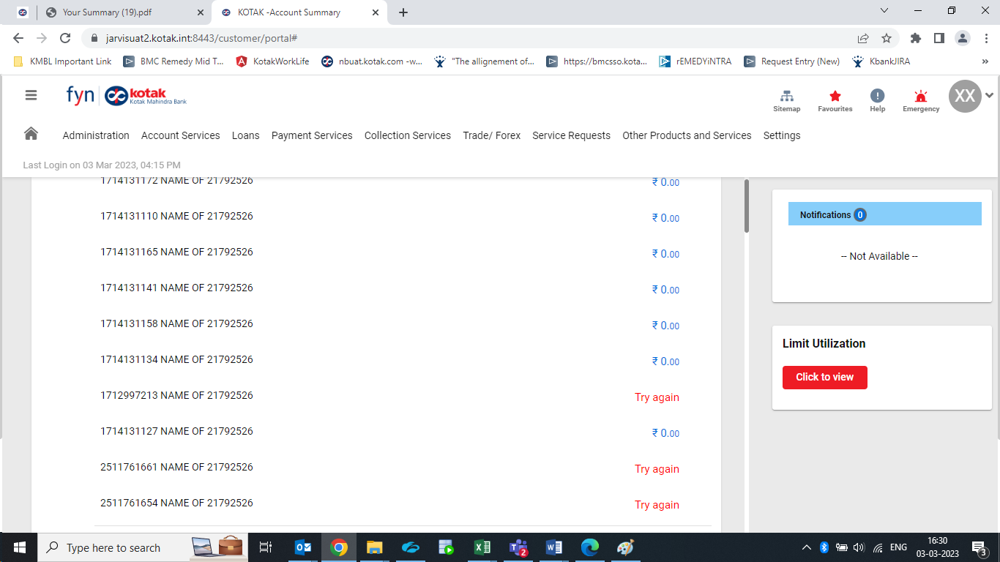 Your Summary (19).pdf
KOTAK -Account Summary
jarvisuat2.kotak.int:8443/customer/portal#
KMBL Important Link
BMC Remedy Mid T...
KotakWorkLife
nbuat.kotak.com -w...
"The allignement of...
https://bmcsso.kota...
rEMEDYiNTRA
Request Entry (New)
KbankJIRA
»
fyn
kotak
Kotak Mahindra Bank
Sitemap
Favourites
Help
Emergency
XX
Administration
Account Services
Loans
Payment Services
Collection Services
Trade/ Forex
Service Requests
Other Products and Services
Settings
Last Login on 03 Mar 2023, 04:15 PM
1714131172 NAME OF 21792526 ₹ 0.00
1714131110 NAME OF 21792526 ₹ 0.00
1714131165 NAME OF 21792526 ₹ 0.00
1714131141 NAME OF 21792526 ₹ 0.00
1714131158 NAME OF 21792526 ₹ 0.00
1714131134 NAME OF 21792526 ₹ 0.00
1712997213 NAME OF 21792526 Try again
1714131127 NAME OF 21792526 ₹ 0.00
2511761661 NAME OF 21792526 Try again
2511761654 NAME OF 21792526 Try again
Notifications 0
-- Not Available --
Limit Utilization
Click to view
Type here to search
2
ENG
16:30
03-03-2023
3